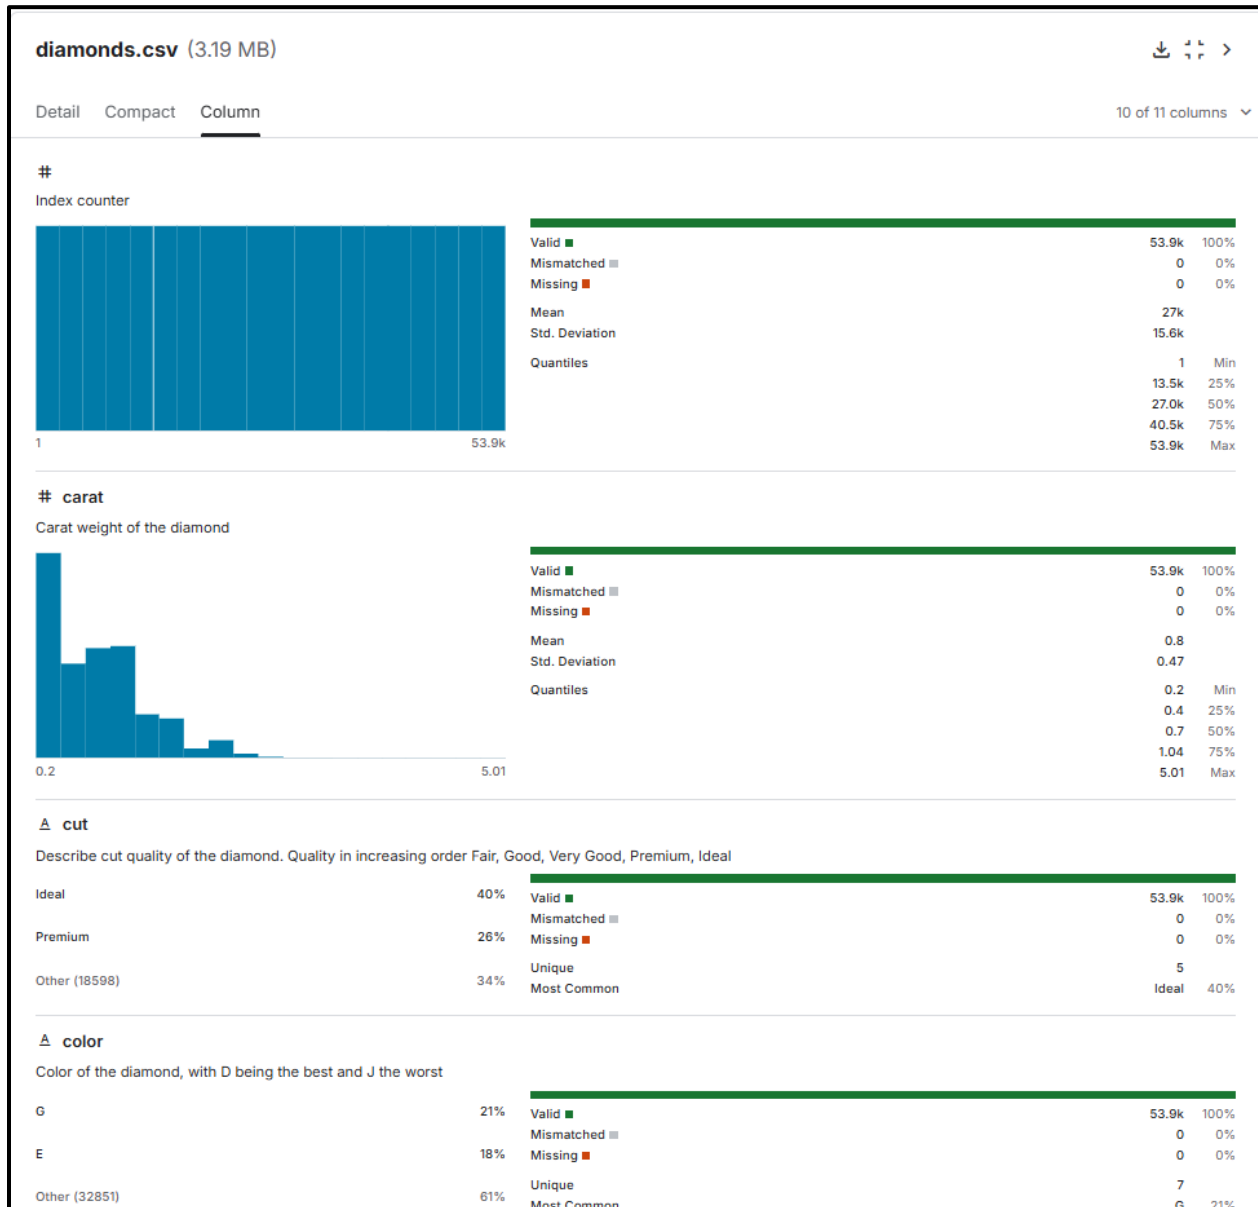 diamonds.csv (3.19 MB)
Detail Compact Column 10 of 11 columns
#
Index counter
1 53.9k
Valid 53.9k 100%
Mismatched 0 0%
Missing 0 0%
Mean 27k
Std. Deviation 15.6k
Quantiles 1 Min
13.5k 25%
27.0k 50%
40.5k 75%
53.9k Max
# carat
Carat weight of the diamond
0.2 5.01
Valid 53.9k 100%
Mismatched 0 0%
Missing 0 0%
Mean 0.8
Std. Deviation 0.47
Quantiles 0.2 Min
0.4 25%
0.7 50%
1.04 75%
5.01 Max
A cut
Describe cut quality of the diamond. Quality in increasing order Fair, Good, Very Good, Premium, Ideal
Ideal 40%
Premium 26%
Other (18598) 34%
Valid 53.9k 100%
Mismatched 0 0%
Missing 0 0%
Unique 5
Most Common Ideal 40%
A color
Color of the diamond, with D being the best and J the worst
G 21%
E 18%
Other (32851) 61%
Valid 53.9k 100%
Mismatched 0 0%
Missing 0 0%
Unique 7
Most Common G 21%